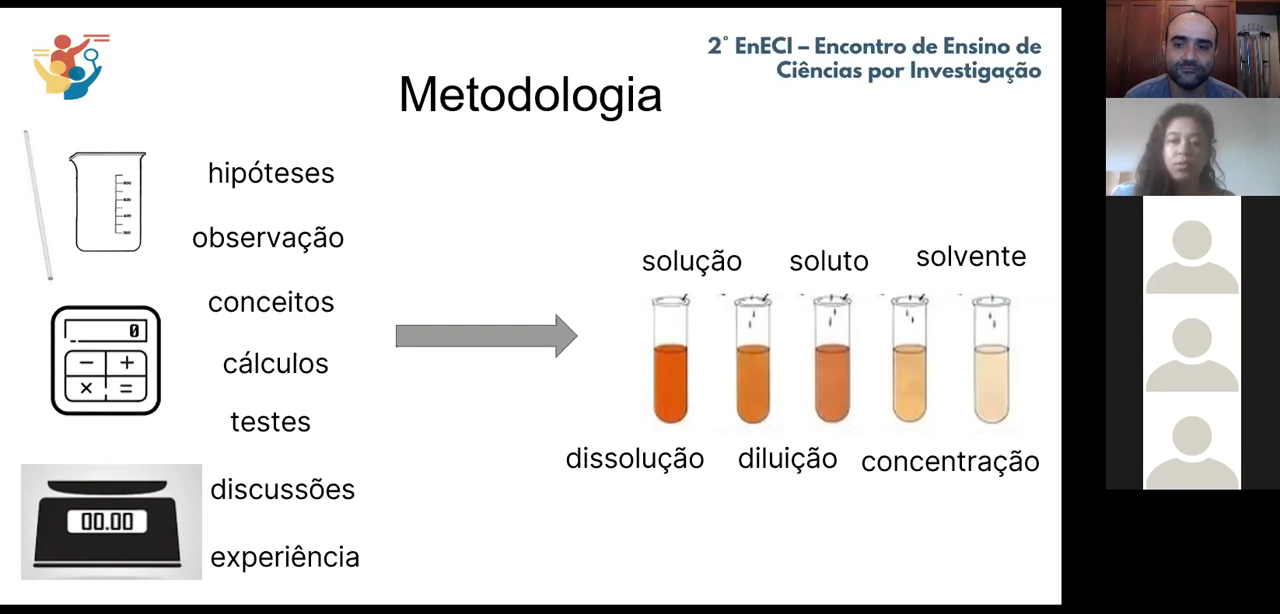 2° EnECI – Encontro de Ensino de
Ciências por Investigação
Metodologia
hipóteses
observação
conceitos
cálculos
testes
discussões
experiência
0
− +
× =
00.00
solução soluto solvente
dissolução diluição concentração